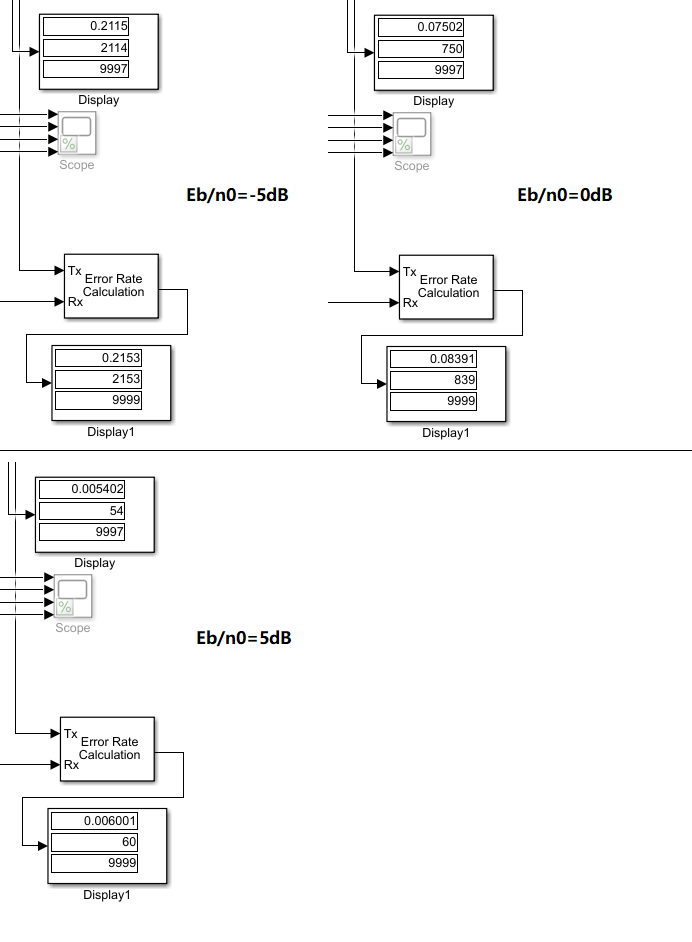 0.2115
2114
9997
Display
Scope
Eb/n0=-5dB
Tx
Error Rate
Calculation
Rx
0.2153
2153
9999
Display1
0.07502
750
9997
Display
Scope
Eb/n0=0dB
Tx
Error Rate
Calculation
Rx
0.08391
839
9999
Display1
0.005402
54
9997
Display
Scope
Eb/n0=5dB
Tx
Error Rate
Calculation
Rx
0.006001
60
9999
Display1